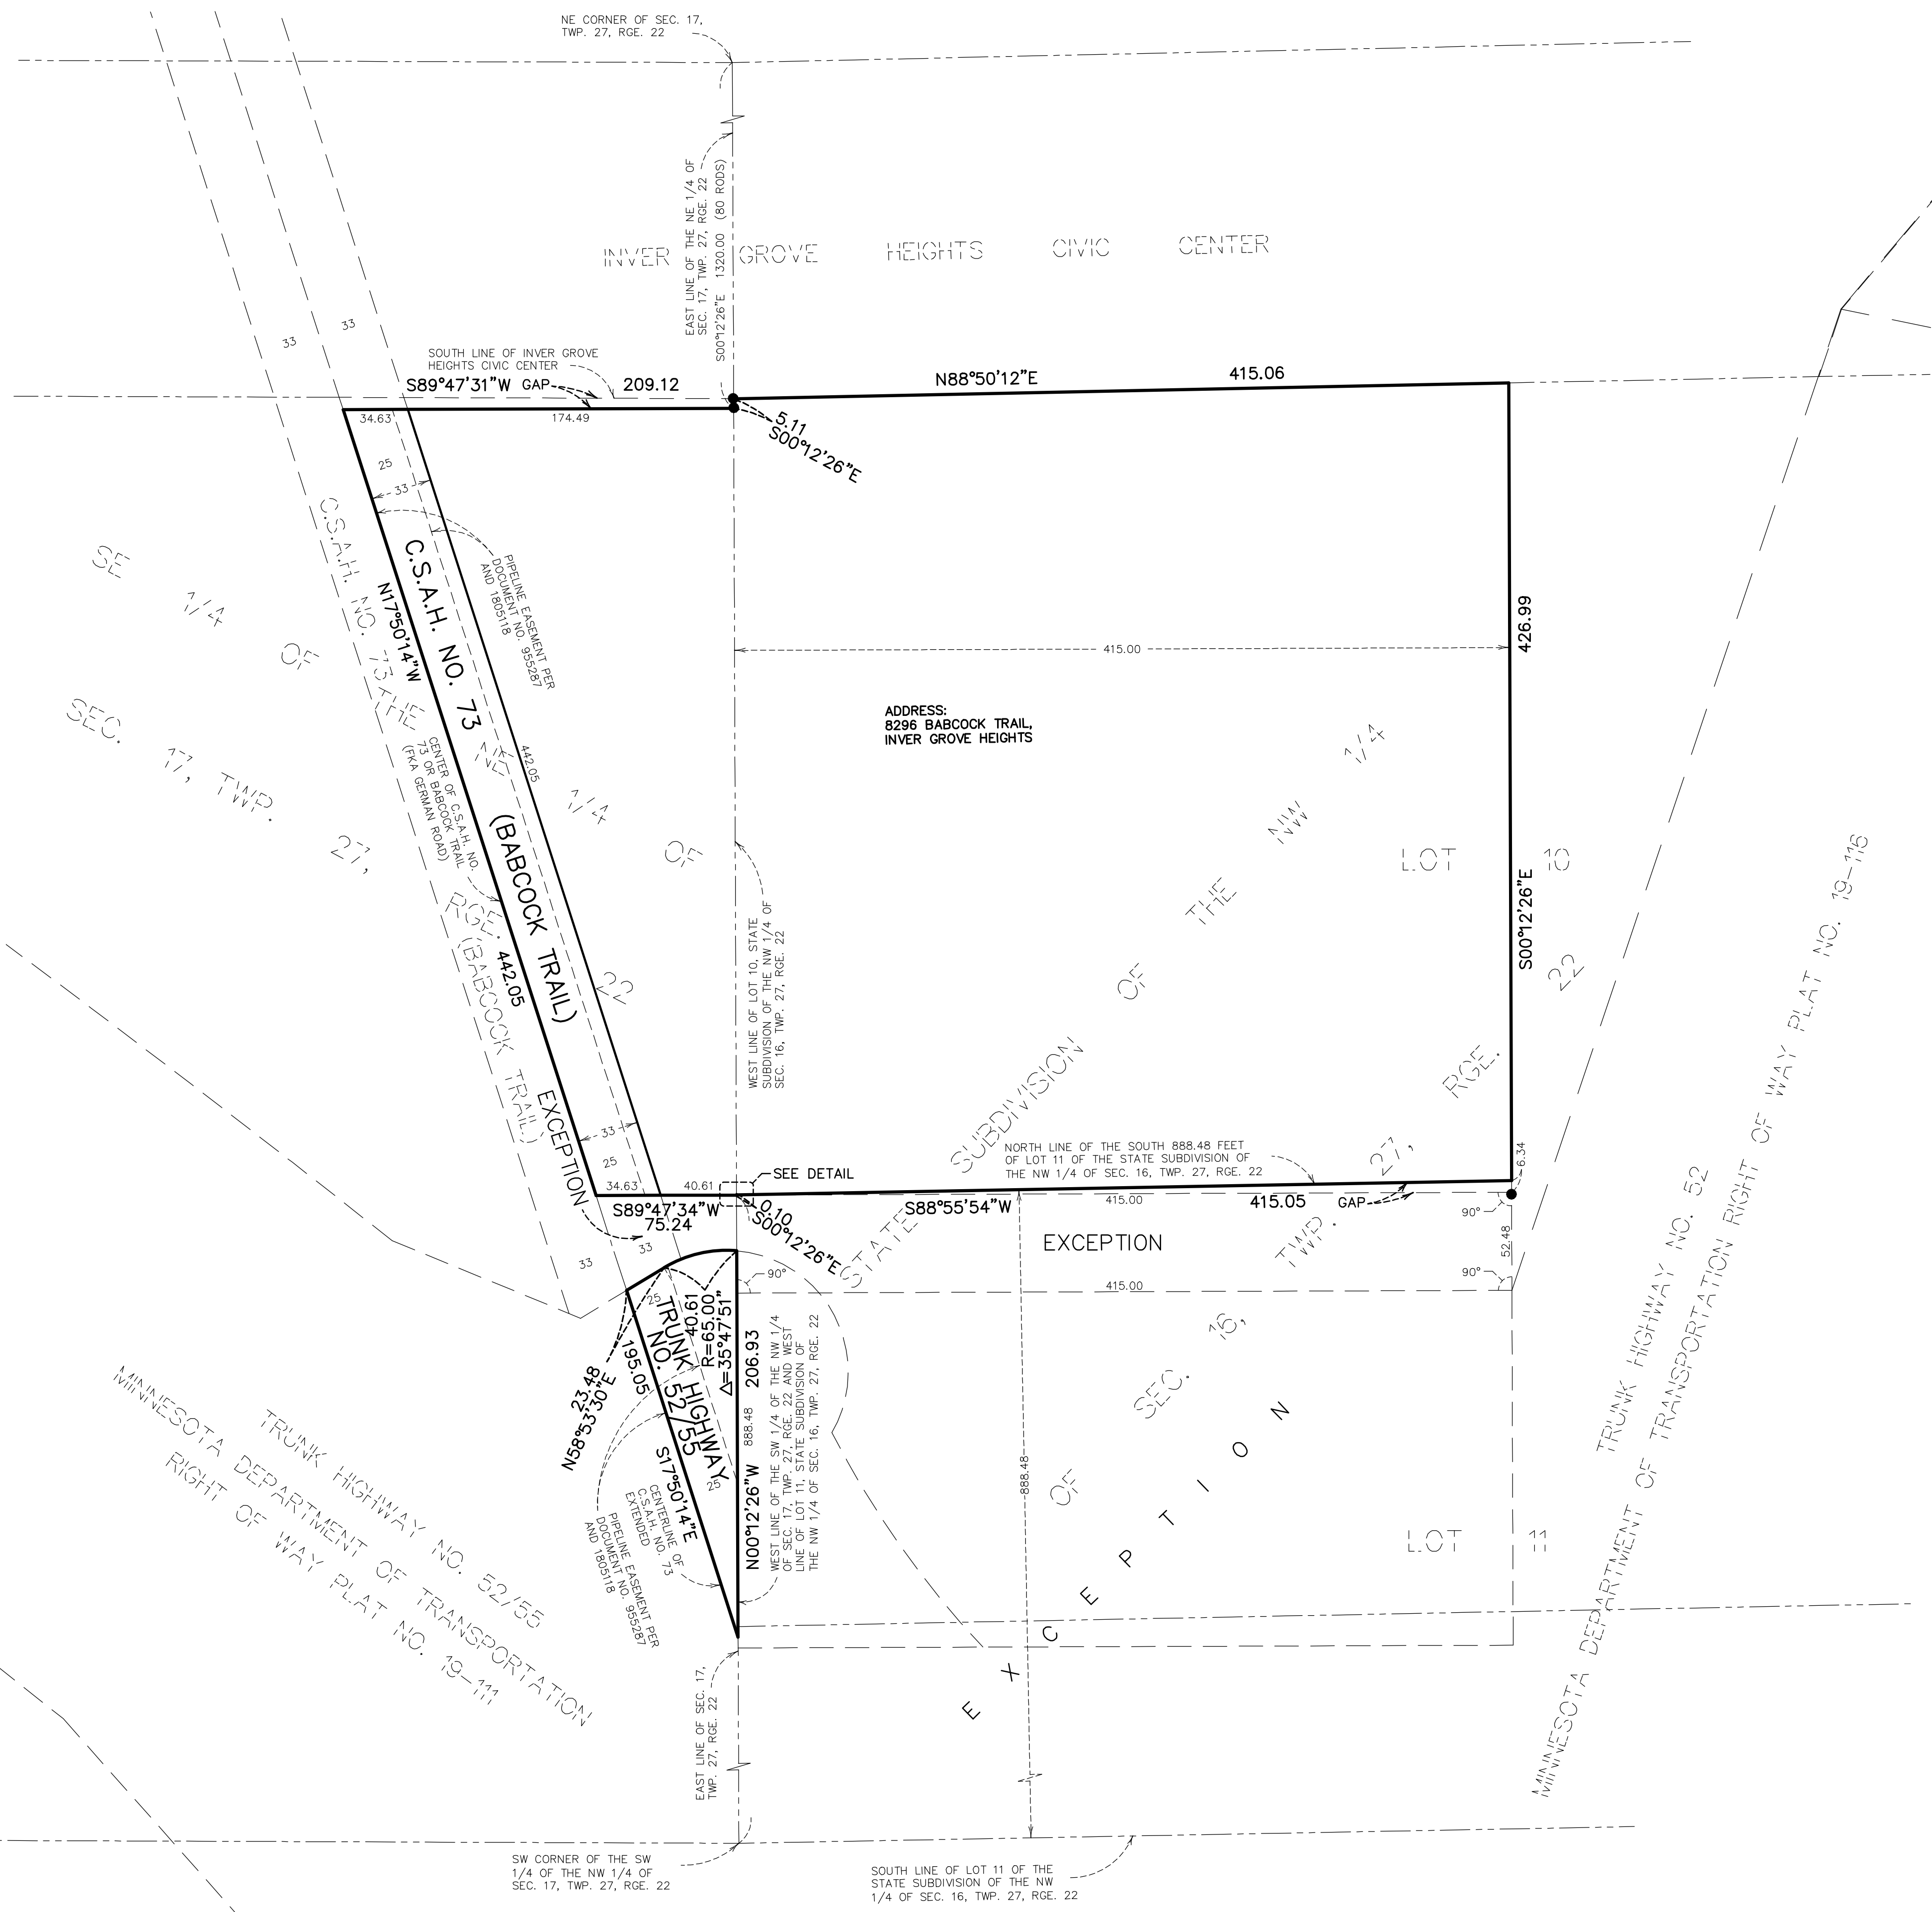 NE CORNER OF SEC. 17,
TWP. 27, RGE. 22
EAST LINE OF THE NE 1/4 OF
SEC. 17, TWP. 27, RGE. 22
S00°12'26"E 1320.00 (80 RODS)
INVER GROVE HEIGHTS CIVIC CENTER
33
33
SOUTH LINE OF INVER GROVE
HEIGHTS CIVIC CENTER
S89°47'31"W GAP
209.12
N88°50'12"E
415.06
34.63
174.49
5.11
S00°12'26"E
25
33
PIPELINE EASEMENT PER
DOCUMENT NO. 955287
AND 1805118
C.S.A.H. NO. 73
(BABCOCK TRAIL)
N17°50'14"W
442.05
442.05
C.S.A.H. NO. 73
(BABCOCK TRAIL)
CENTER OF C.S.A.H. NO.
73 OR BABCOCK TRAIL
(FKA GERMAN ROAD)
SE 1/4 OF THE NE 1/4 OF
SEC. 17, TWP. 27, RGE. 22
426.99
S00°12'26"E
415.00
ADDRESS:
8296 BABCOCK TRAIL,
INVER GROVE HEIGHTS
LOT 10
WEST LINE OF LOT 10, STATE
SUBDIVISION OF THE NW 1/4 OF
SEC. 16, TWP. 27, RGE. 22
STATE SUBDIVISION OF THE NW 1/4
OF SEC. 16, TWP. 27, RGE. 22
NORTH LINE OF THE SOUTH 888.48 FEET
OF LOT 11 OF THE STATE SUBDIVISION OF
THE NW 1/4 OF SEC. 16, TWP. 27, RGE. 22
EXCEPTION
33
25
34.63
40.61
SEE DETAIL
S89°47'34"W
75.24
0.10
S00°12'26"E
S88°55'54"W
415.00
415.05
GAP
6.34
90°
52.48
90°
EXCEPTION
415.00
90°
33
33
25
TRUNK HIGHWAY
NO. 52/55
40.61
R=65.00
Δ=35°47'51"
23.48
N58°53'30"E
195.05
S17°50'14"E
25
N00°12'26"W 888.48 206.93
WEST LINE OF THE SW 1/4 OF THE NW 1/4
OF SEC. 17, TWP. 27, RGE. 22 AND WEST
LINE OF LOT 11, STATE SUBDIVISION OF
THE NW 1/4 OF SEC. 16, TWP. 27, RGE. 22
CENTERLINE OF
C.S.A.H. NO. 73
EXTENDED
PIPELINE EASEMENT PER
DOCUMENT NO. 955287
AND 1805118
888.48
EXCEPTION
LOT 11
TRUNK HIGHWAY NO. 52
MINNESOTA DEPARTMENT OF TRANSPORTATION RIGHT OF WAY PLAT NO. 19-116
TRUNK HIGHWAY NO. 52/55
MINNESOTA DEPARTMENT OF TRANSPORTATION
RIGHT OF WAY PLAT NO. 19-111
EAST LINE OF SEC. 17,
TWP. 27, RGE. 22
SW CORNER OF THE SW
1/4 OF THE NW 1/4 OF
SEC. 17, TWP. 27, RGE. 22
SOUTH LINE OF LOT 11 OF THE
STATE SUBDIVISION OF THE NW
1/4 OF SEC. 16, TWP. 27, RGE. 22